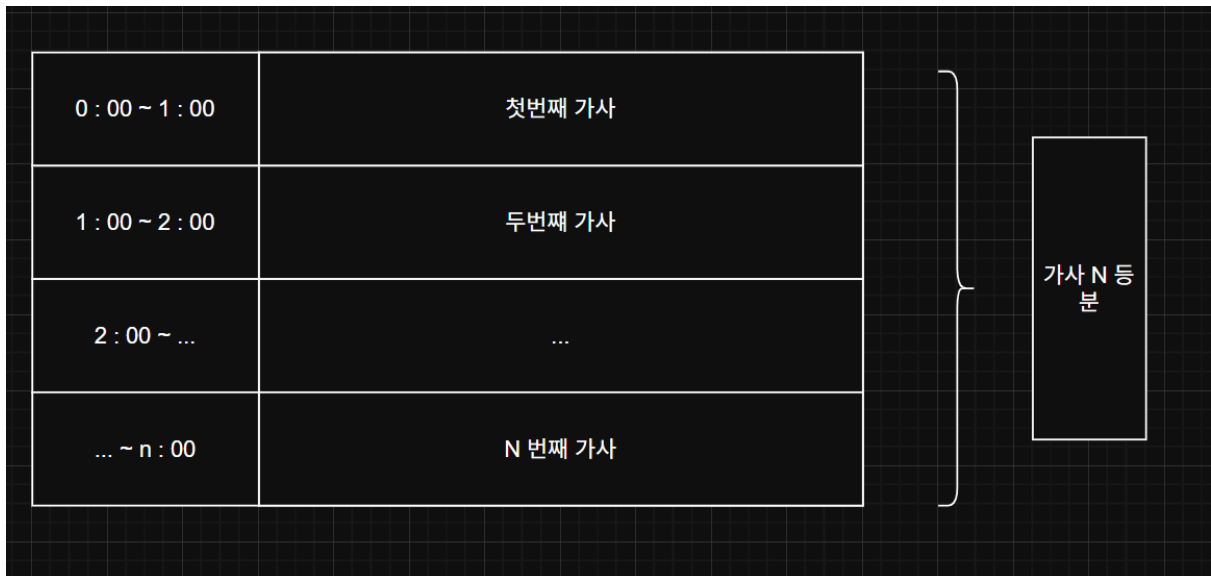 0 : 00 ~ 1 : 00 첫번째 가사
1 : 00 ~ 2 : 00 두번쨰 가사
2 : 00 ~ ... ...
... ~ n : 00 N 번째 가사
가사 N 등
분